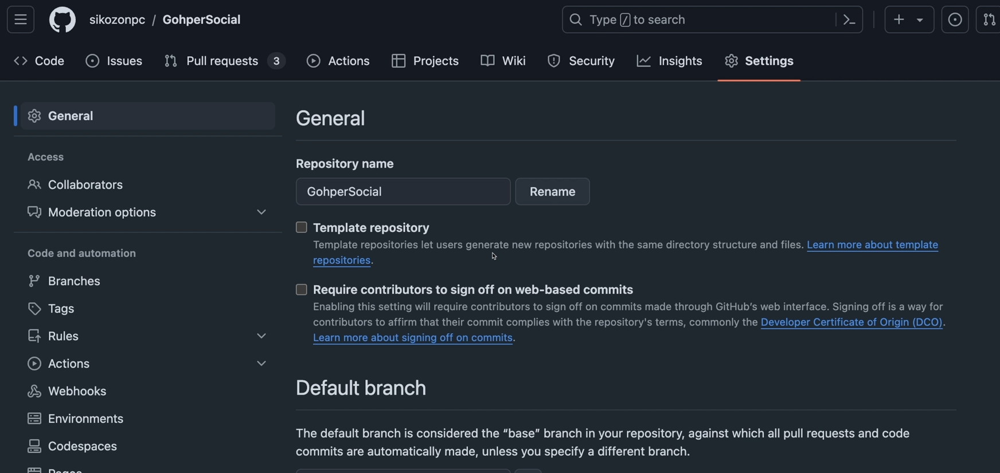 sikozonpc / GohperSocial
Type / to search
Code
Issues
Pull requests 3
Actions
Projects
Wiki
Security
Insights
Settings
General
Access
Collaborators
Moderation options
Code and automation
Branches
Tags
Rules
Actions
Webhooks
Environments
Codespaces
Pages
General
Repository name
GohperSocial
Rename
Template repository
Template repositories let users generate new repositories with the same directory structure and files. Learn more about template
repositories.
Require contributors to sign off on web-based commits
Enabling this setting will require contributors to sign off on commits made through GitHub's web interface. Signing off is a way for
contributors to affirm that their commit complies with the repository's terms, commonly the Developer Certificate of Origin (DCO).
Learn more about signing off on commits.
Default branch
The default branch is considered the “base” branch in your repository, against which all pull requests and code
commits are automatically made, unless you specify a different branch.